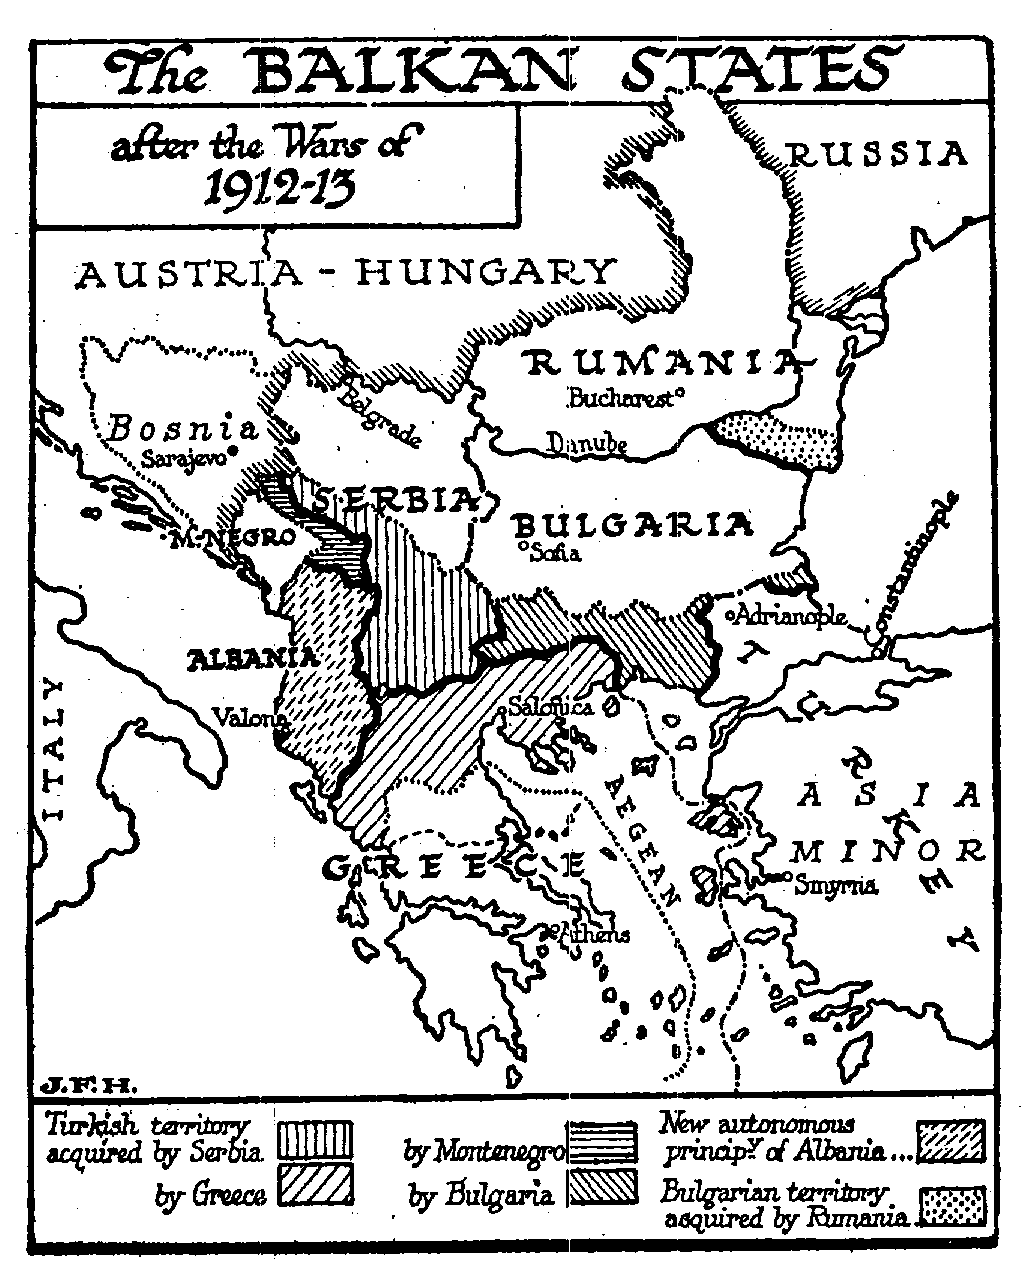 The BALKAN STATES
after the Wars of
1912-13
RUSSIA
AUSTRIA - HUNGARY
RUMANIA
Bucharest
Belgrade
Bosnia
Sarajevo
Danube
SERBIA
BULGARIA
Sofia
M-NEGRO
Constantinople
Adrianople
ALBANIA
Valona
Salonica
ITALY
TURKEY
AEGEAN
ASIA
MINOR
GREECE
Smyrna
Athens
J.F.H.
Turkish territory
acquired by Serbia
by Greece
by Montenegro
by Bulgaria
New autonomous
princip.y of Albania...
Bulgarian territory
acquired by Rumania